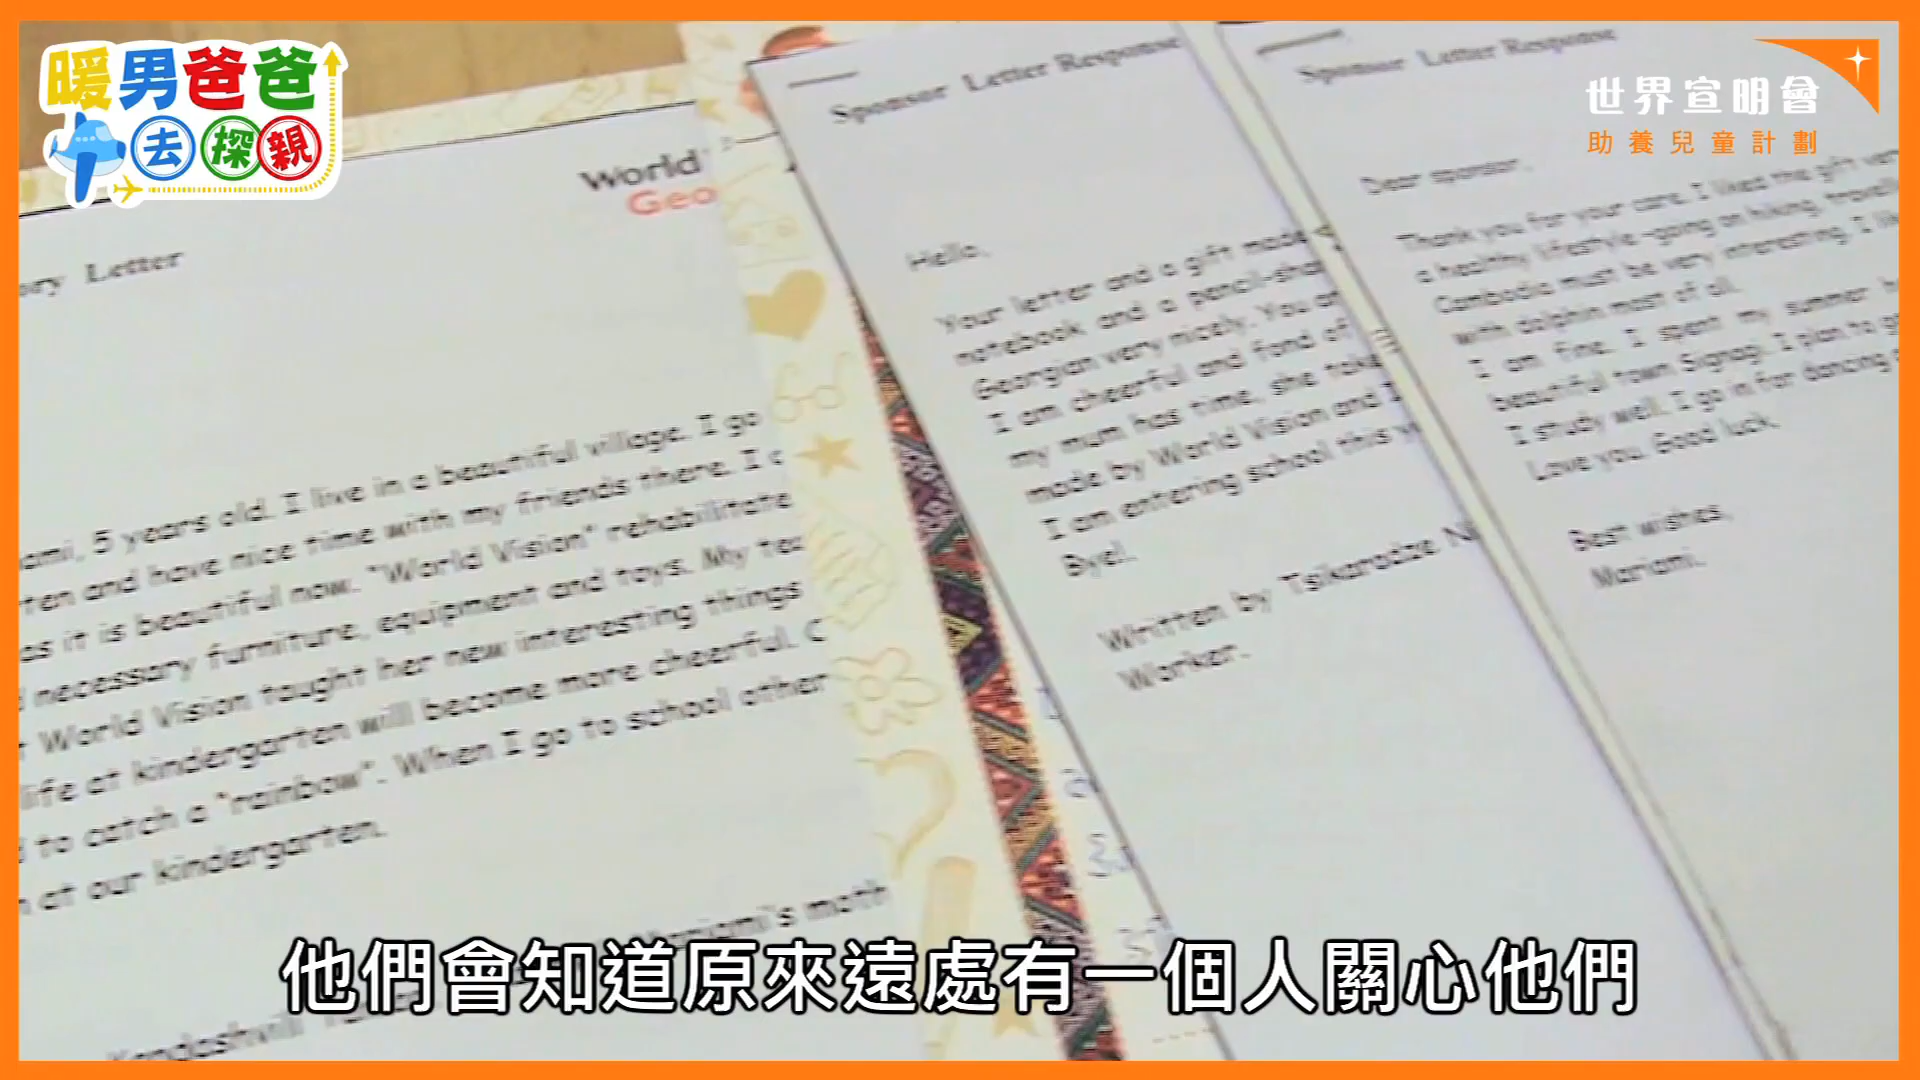 暖男爸爸
去探親
世界宣明會
助養兒童計劃
World
Geo
Letter
5 years old. I live in a beautiful village. I go
and have nice time with my friends there. I
as it is beautiful now. "World Vision" rehabilitate
necessary furniture, equipment and toys. My
World Vision taught her new interesting things
life at kindergarten will become more cheerful.
to catch a "rainbow". When I go to school other
at our kindergarten.
Sponsor Letter Response
Hello,
Your letter and a gift made
notebook and a pencil-sha
Georgian very nicely. You
I am cheerful and fond of
my mum has time, she take
made by World Vision and I
I am entering school this
Bye!.
Written by Tsikaradze
Worker.
Sponsor Letter Response
Dear sponsor,
Thank you for your care. I liked the gift
a healthy lifestyle -going on hiking,
Cambodia must be very interesting. I
with dolphin most of all.
I am fine. I spent my summer
beautiful town Signagi. I plan to
I study well. I go in for dancing
Love you. Good luck.
Best wishes,
Mariami.
他們會知道原來遠處有一個人關心他們